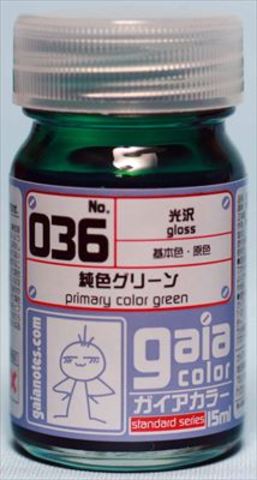 No.
036
光沢
gloss
基本色・原色
純色グリーン
primary color green
gaianotes.com
gaia
color
ガイアカラー
standard series
15ml